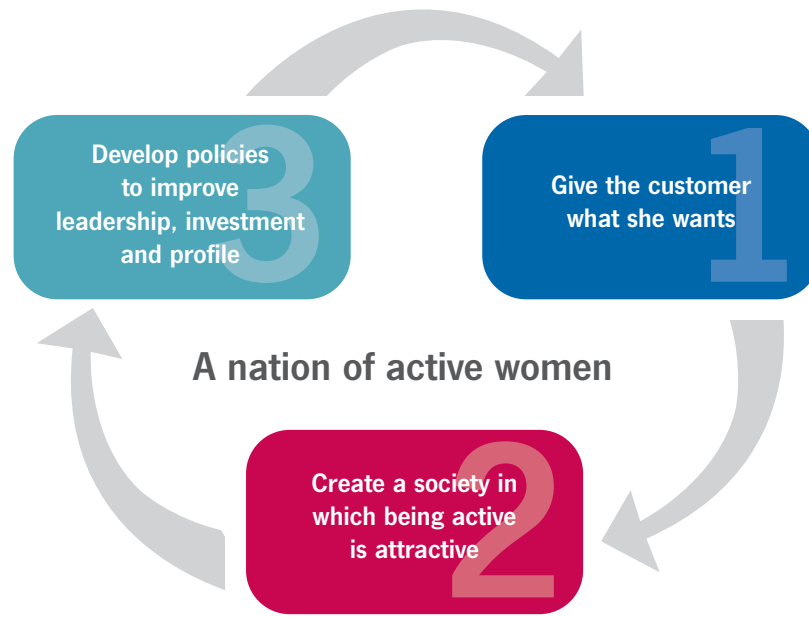 3
Develop policies
to improve
leadership, investment
and profile
1
Give the customer
what she wants
A nation of active women
2
Create a society in
which being active
is attractive